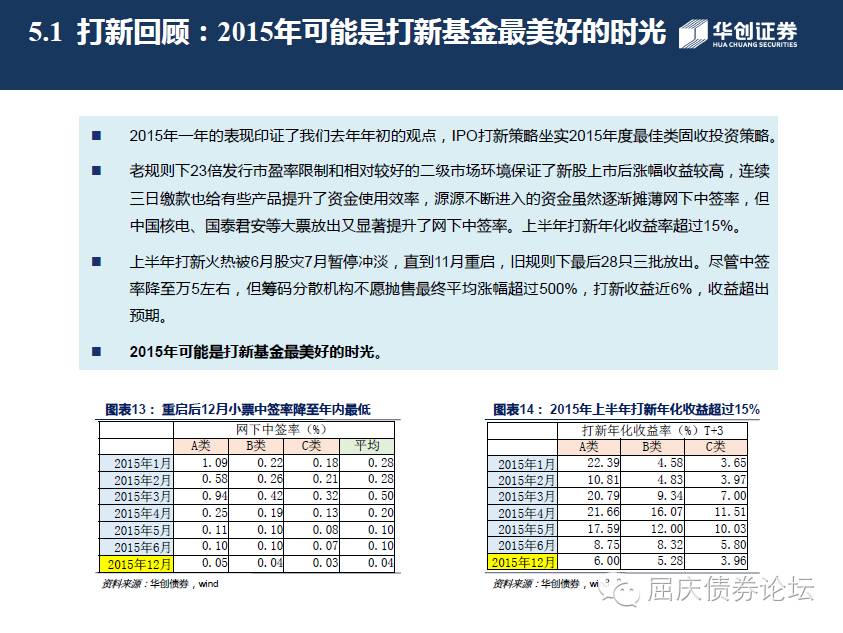 5.1 打新回顾：2015年可能是打新基金最美好的时光
华创证券
HUA CHUANG SECURITIES
■ 2015年一年的表现印证了我们去年年初的观点，IPO打新策略坐实2015年度最佳类固收投资策略。
■ 老规则下23倍发行市盈率限制和相对较好的二级市场环境保证了新股上市后涨幅收益较高，连续
三日缴款也给有些产品提升了资金使用效率，源源不断进入的资金虽然逐渐摊薄网下中签率，但
中国核电、国泰君安等大票放出又显著提升了网下中签率。上半年打新年化收益率超过15%。
■ 上半年打新火热被6月股灾7月暂停冲淡，直到11月重启，旧规则下最后28只三批放出。尽管中签
率降至万5左右，但筹码分散机构不愿抛售最终平均涨幅超过500%，打新收益近6%，收益超出
预期。
■ 2015年可能是打新基金最美好的时光。
图表13： 重启后12月小票中签率降至年内最低
网下中签率（%）
A类 B类 C类 平均
2015年1月 1.09 0.22 0.18 0.28
2015年2月 0.58 0.26 0.21 0.28
2015年3月 0.94 0.42 0.32 0.50
2015年4月 0.25 0.19 0.13 0.20
2015年5月 0.11 0.10 0.08 0.10
2015年6月 0.10 0.10 0.07 0.10
2015年12月 0.05 0.04 0.03 0.04
资料来源：华创债券，wind
图表14： 2015年上半年打新年化收益超过15%
打新年化收益率（%）T+3
A类 B类 C类
2015年1月 22.39 4.58 3.65
2015年2月 10.81 4.83 3.97
2015年3月 20.79 9.34 7.00
2015年4月 21.66 16.07 11.51
2015年5月 17.59 12.00 10.03
2015年6月 8.75 8.32 5.80
2015年12月 6.00 5.28 3.96
资料来源：华创债券，
屈庆债券论坛